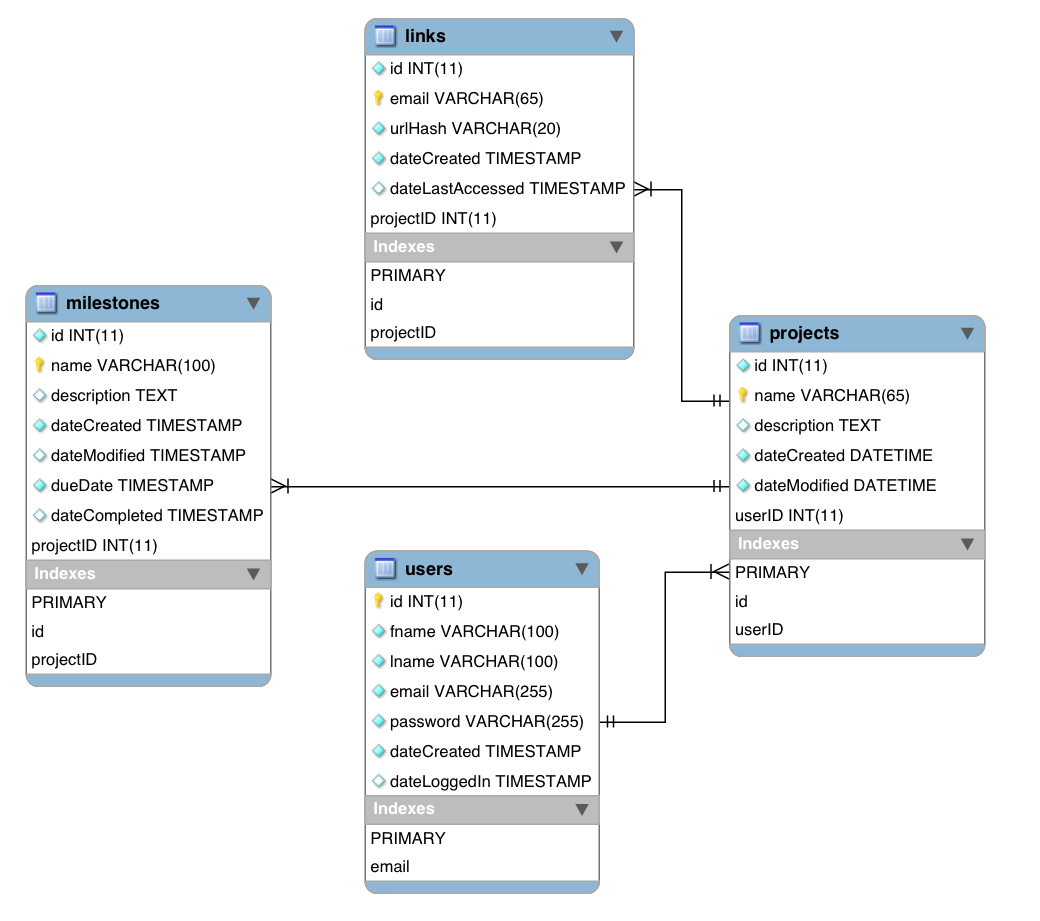 links
id INT(11)
email VARCHAR(65)
urlHash VARCHAR(20)
dateCreated TIMESTAMP
dateLastAccessed TIMESTAMP
projectID INT(11)
Indexes
PRIMARY
id
projectID
milestones
id INT(11)
name VARCHAR(100)
description TEXT
dateCreated TIMESTAMP
dateModified TIMESTAMP
dueDate TIMESTAMP
dateCompleted TIMESTAMP
projectID INT(11)
Indexes
PRIMARY
id
projectID
projects
id INT(11)
name VARCHAR(65)
description TEXT
dateCreated DATETIME
dateModified DATETIME
userID INT(11)
Indexes
PRIMARY
id
userID
users
id INT(11)
fname VARCHAR(100)
lname VARCHAR(100)
email VARCHAR(255)
password VARCHAR(255)
dateCreated TIMESTAMP
dateLoggedIn TIMESTAMP
Indexes
PRIMARY
email